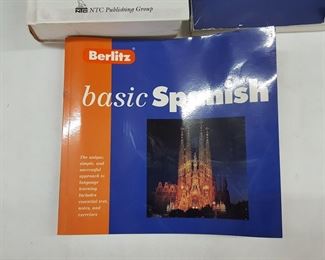 NTC NTC Publishing Group
Berlitz
basic Spanish
The unique,
simple, and
successful
approach to
language
learning.
Includes
essential text,
notes, and
exercises